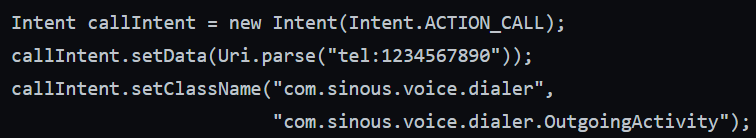 Intent callIntent = new Intent(Intent.ACTION_CALL);
callIntent.setData(Uri.parse("tel:1234567890"));
callIntent.setClassName("com.sinous.voice.dialer",
"com.sinous.voice.dialer.OutgoingActivity");